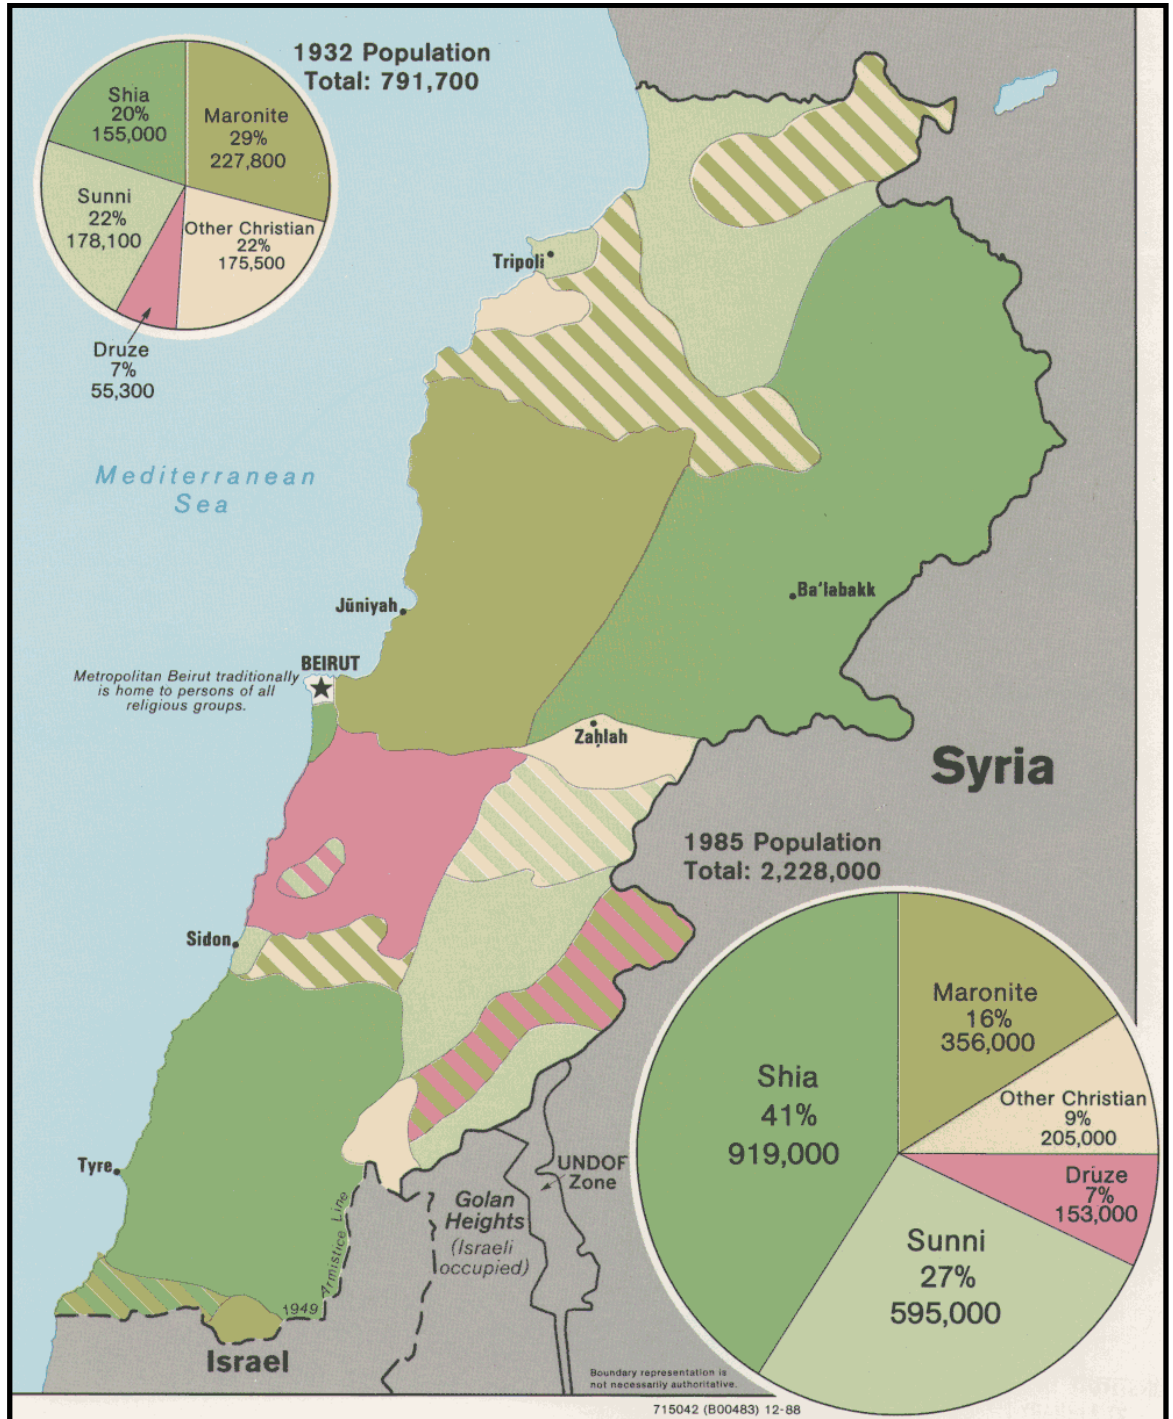 1932 Population
Total: 791,700
Shia
20%
155,000
Maronite
29%
227,800
Sunni
22%
178,100
Other Christian
22%
175,500
Druze
7%
55,300
Tripoli
Mediterranean
Sea
Ba'labakk
Jūniyah
BEIRUT
Metropolitan Beirut traditionally
is home to persons of all
religious groups.
Zaḥlah
Syria
1985 Population
Total: 2,228,000
Sidon
Maronite
16%
356,000
Shia
41%
919,000
Other Christian
9%
205,000
Druze
7%
153,000
Sunni
27%
595,000
Tyre
UNDOF
Zone
Golan
Heights
(Israeli
occupied)
1949 Armistice Line
Israel
Boundary representation is
not necessarily authoritative.
715042 (B00483) 12-88